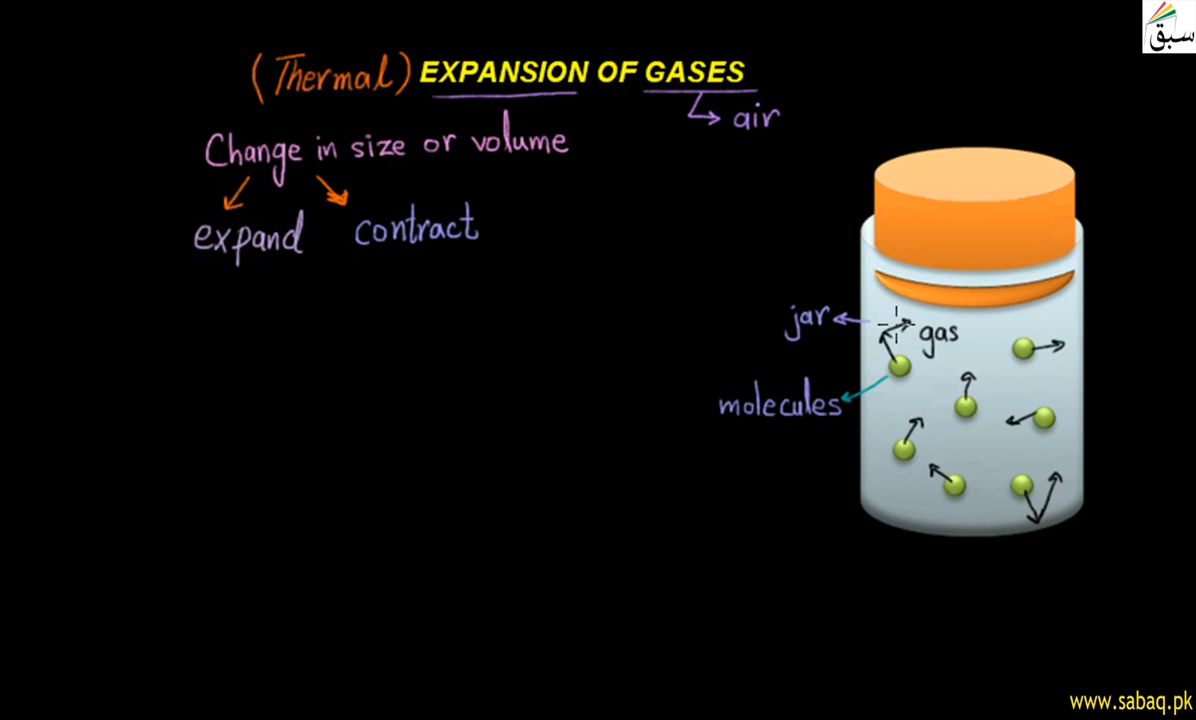 سبق
(Thermal) EXPANSION OF GASES
air
Change in size or volume
expand contract
jar
gas
molecules
www.sabaq.pk